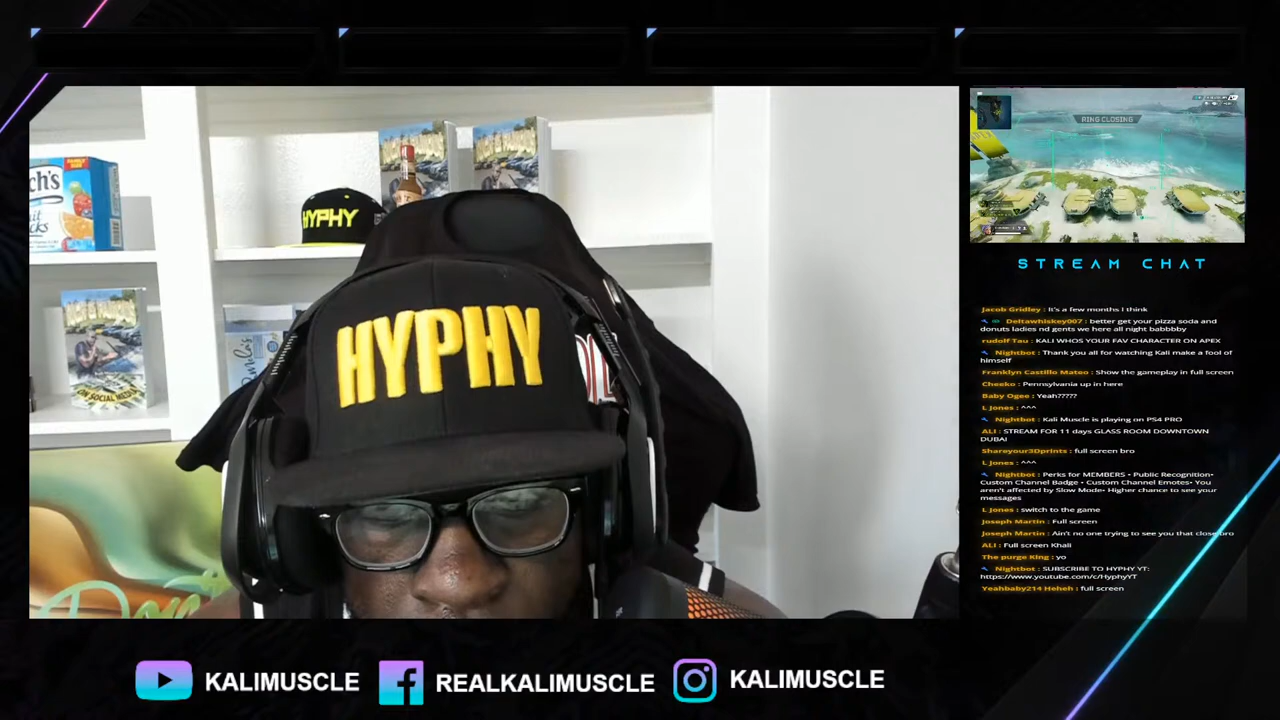 ch's
HYPHY
HYPHY
ON SOCIAL MEDIA
RING CLOSING
STREAM CHAT
Jacob Gridley : It's a few months I think
Deltawhiskey007 : better get your pizza soda and
donuts ladies nd gents we here all night babbbby
rudolf Tau : KALI WHOS YOUR FAV CHARACTER ON APEX
Nightbot : Thank you all for watching Kali make a fool of
himself
Franklyn Castillo Mateo : Show the gameplay in full screen
Cheeko : Pennsylvania up in here
Baby Ogee : Yeah?????
L Jones : ^^^
Nightbot : Kali Muscle is playing on PS4 PRO
ALI : STREAM FOR 11 days GLASS ROOM DOWNTOWN
DUBAI
Shareyour3Dprints : full screen bro
L Jones : ^^^
Nightbot : Perks for MEMBERS • Public Recognition•
Custom Channel Badge • Custom Channel Emotes• You
aren't affected by Slow Mode• Higher chance to see your
messages
L Jones : switch to the game
Joseph Martin : Full screen
Joseph Martin : Ain't no one trying to see you that close bro
ALI : Full screen Khali
The purge King : yo
Nightbot : SUBSCRIBE TO HYPHY YT:
https://www.youtube.com/c/HyphyYT
Yeahbaby214 Heheh : full screen
KALIMUSCLE
REALKALIMUSCLE
KALIMUSCLE